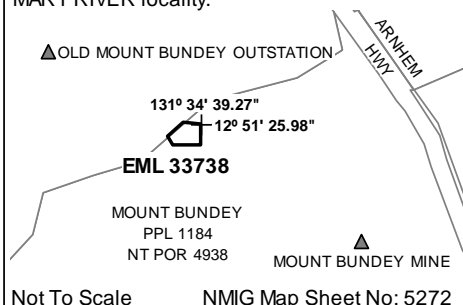 MARY RIVER locality.
ARNHEM
HWY
OLD MOUNT BUNDEY OUTSTATION
131º 34' 39.27"
12º 51' 25.98"
EML 33738
MOUNT BUNDEY
PPL 1184
NT POR 4938
MOUNT BUNDEY MINE
Not To Scale NMIG Map Sheet No: 5272